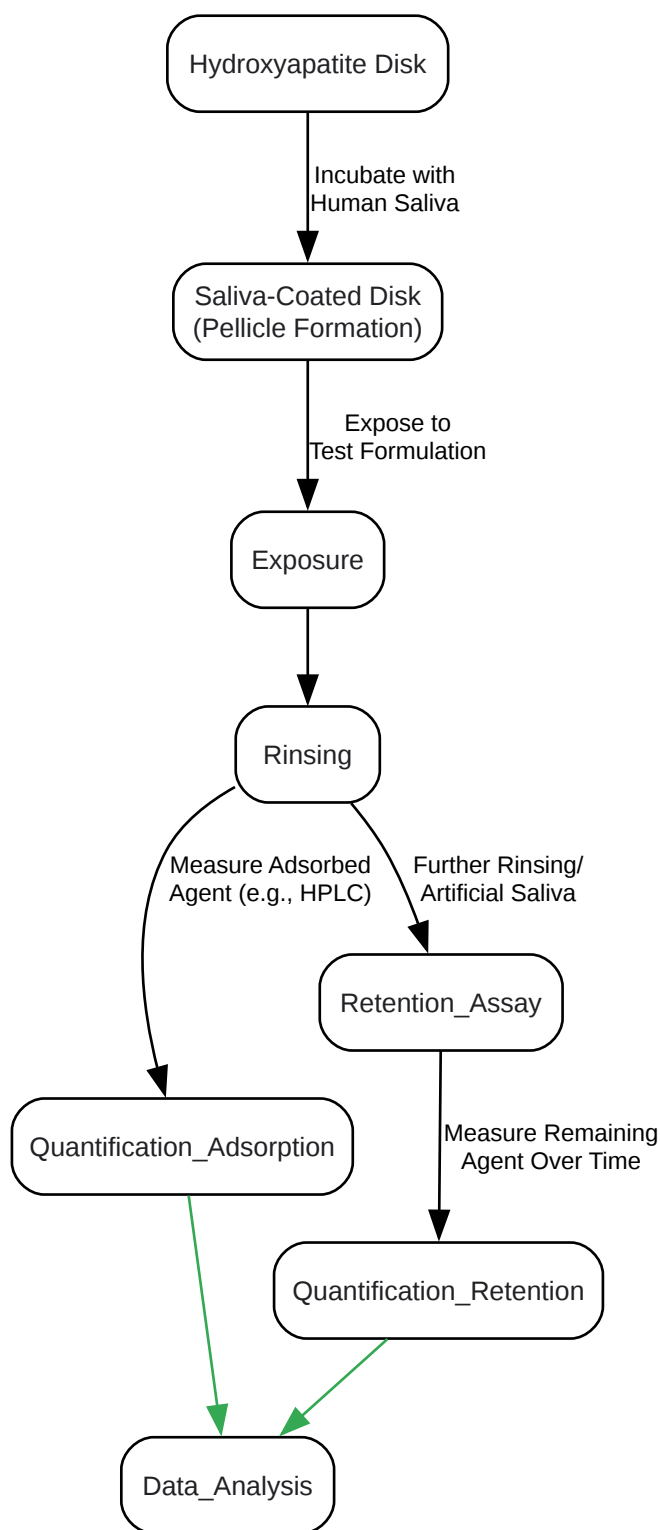 Hydroxyapatite Disk
Incubate with
Human Saliva
Saliva-Coated Disk
(Pellicle Formation)
Expose to
Test Formulation
Exposure
Rinsing
Measure Adsorbed
Agent (e.g., HPLC)
Further Rinsing/
Artificial Saliva
Retention_Assay
Quantification_Adsorption
Measure Remaining
Agent Over Time
Quantification_Retention
Data_Analysis